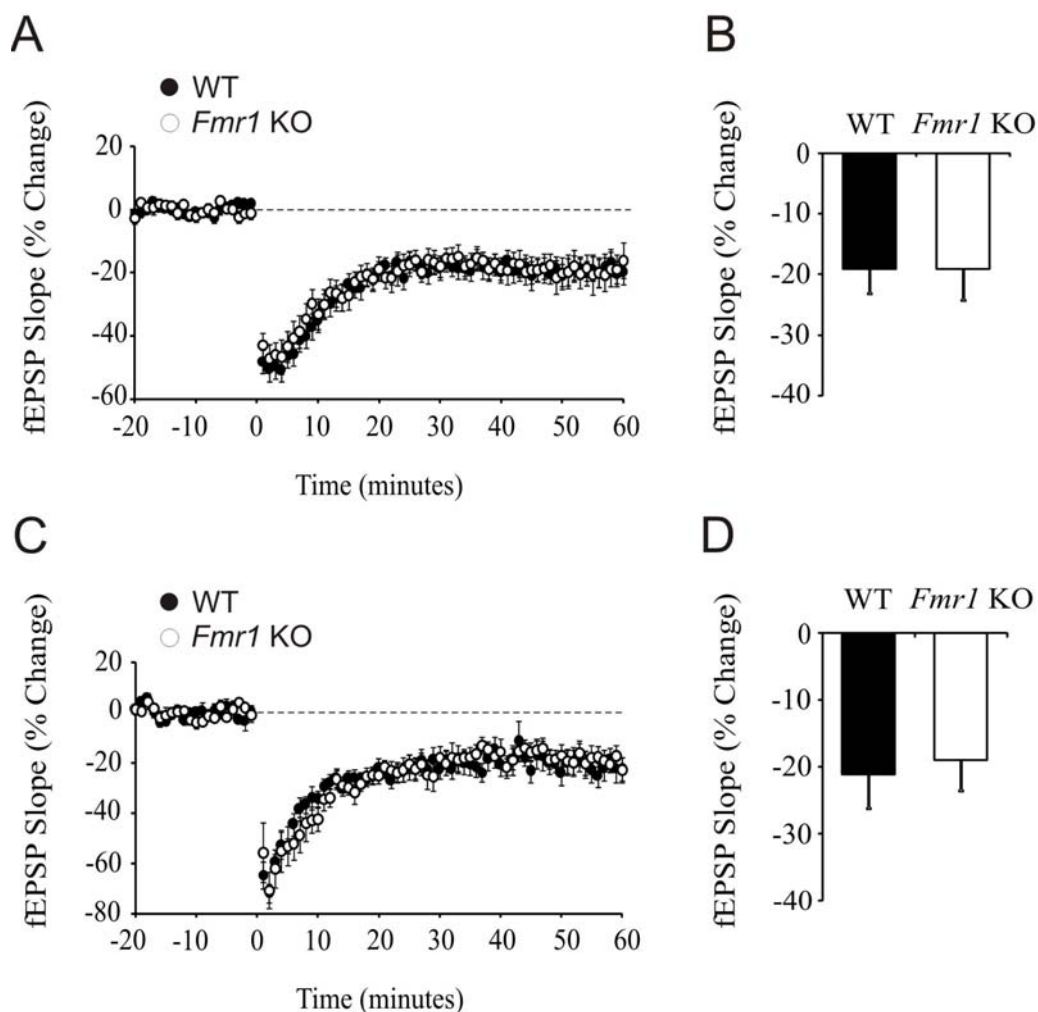 A
WT
Fmr1 KO
fEPSP Slope (% Change)
20
0
-20
-40
-60
-20 -10 0 10 20 30 40 50 60
Time (minutes)
B
WT Fmr1 KO
fEPSP Slope (% Change)
0
-10
-20
-30
-40
C
WT
Fmr1 KO
fEPSP Slope (% Change)
20
0
-20
-40
-60
-80
-20 -10 0 10 20 30 40 50 60
Time (minutes)
D
WT Fmr1 KO
fEPSP Slope (% Change)
0
-10
-20
-30
-40